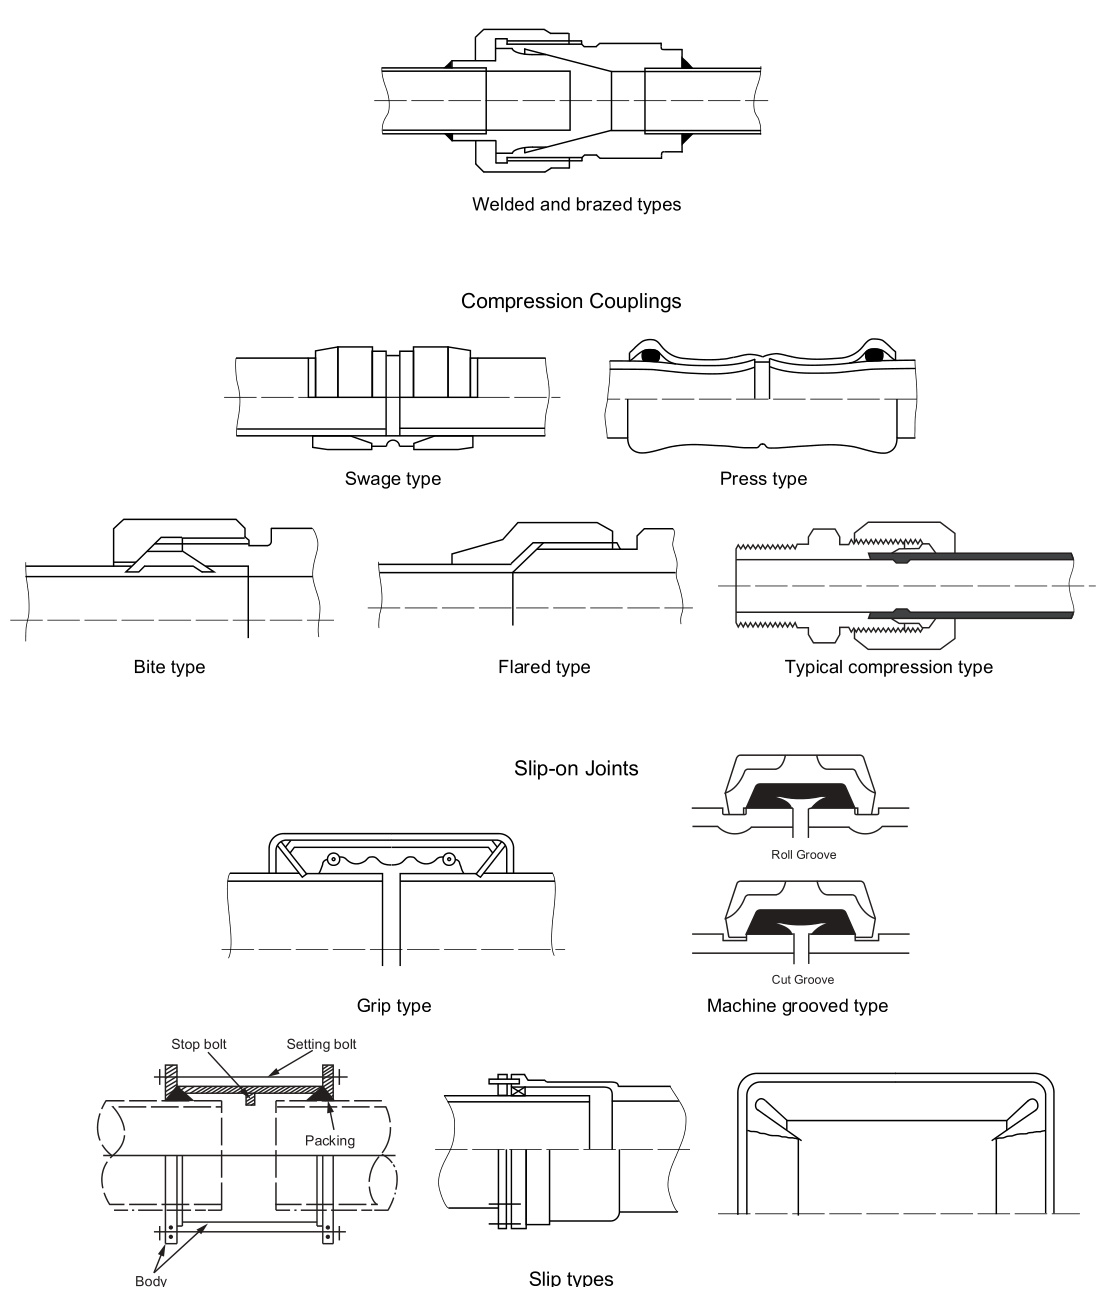 Welded and brazed types
Compression Couplings
Swage type
Press type
Bite type
Flared type
Typical compression type
Slip-on Joints
Roll Groove
Cut Groove
Grip type
Machine grooved type
Stop bolt
Setting bolt
Packing
Body
Slip types